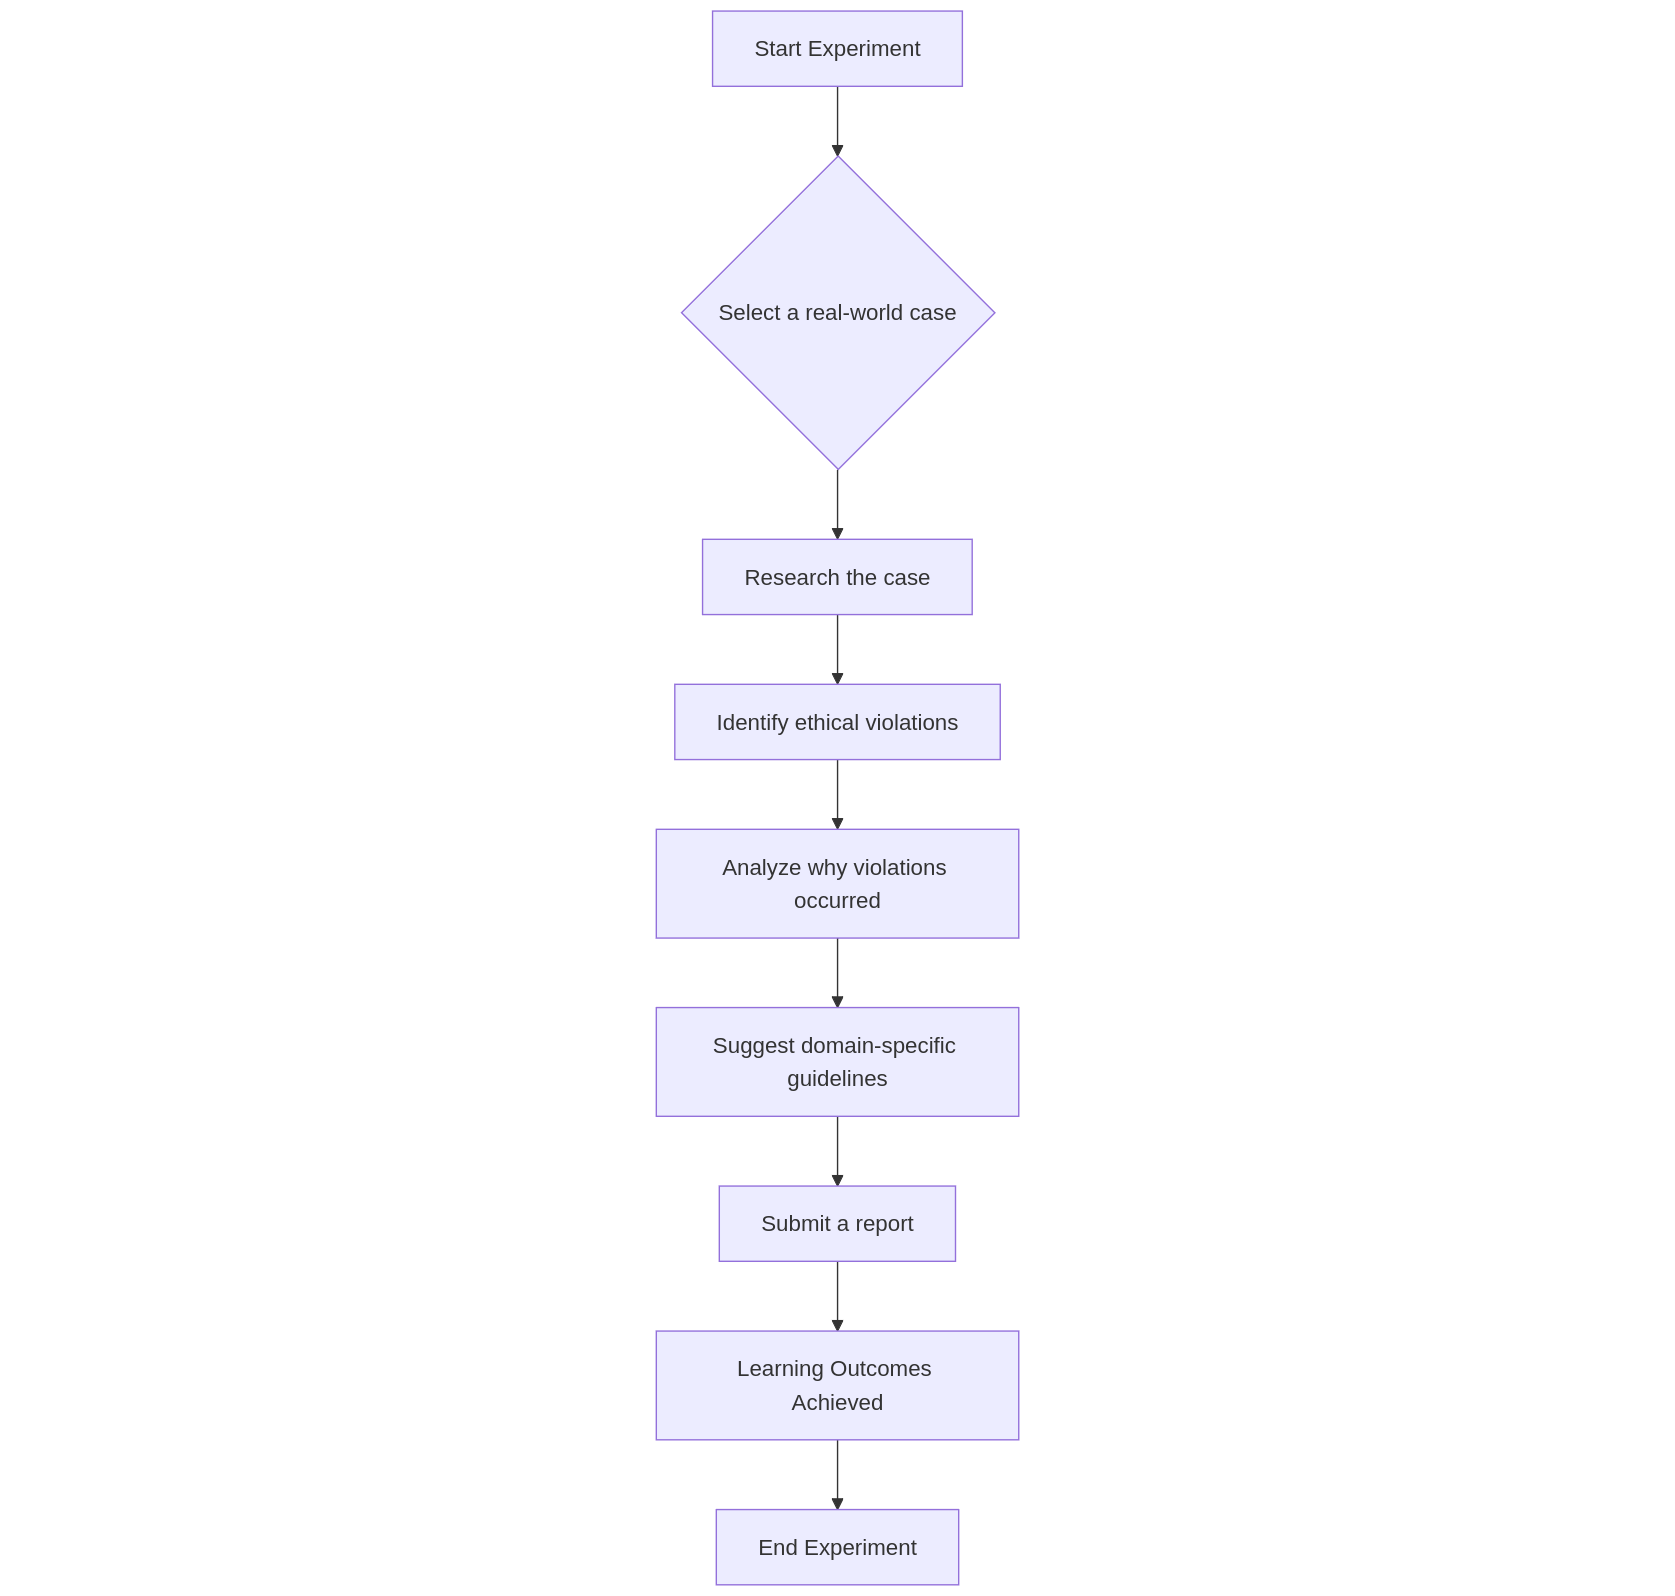 Start Experiment
Select a real-world case
Research the case
Identify ethical violations
Analyze why violations
occurred
Suggest domain-specific
guidelines
Submit a report
Learning Outcomes
Achieved
End Experiment